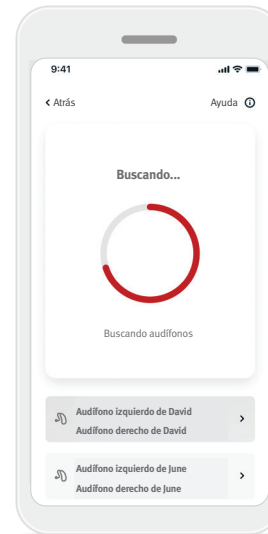 9:41
Atrás
Ayuda
Buscando...
Buscando audífonos
Audífono izquierdo de David
Audífono derecho de David
Audífono izquierdo de June
Audífono derecho de June